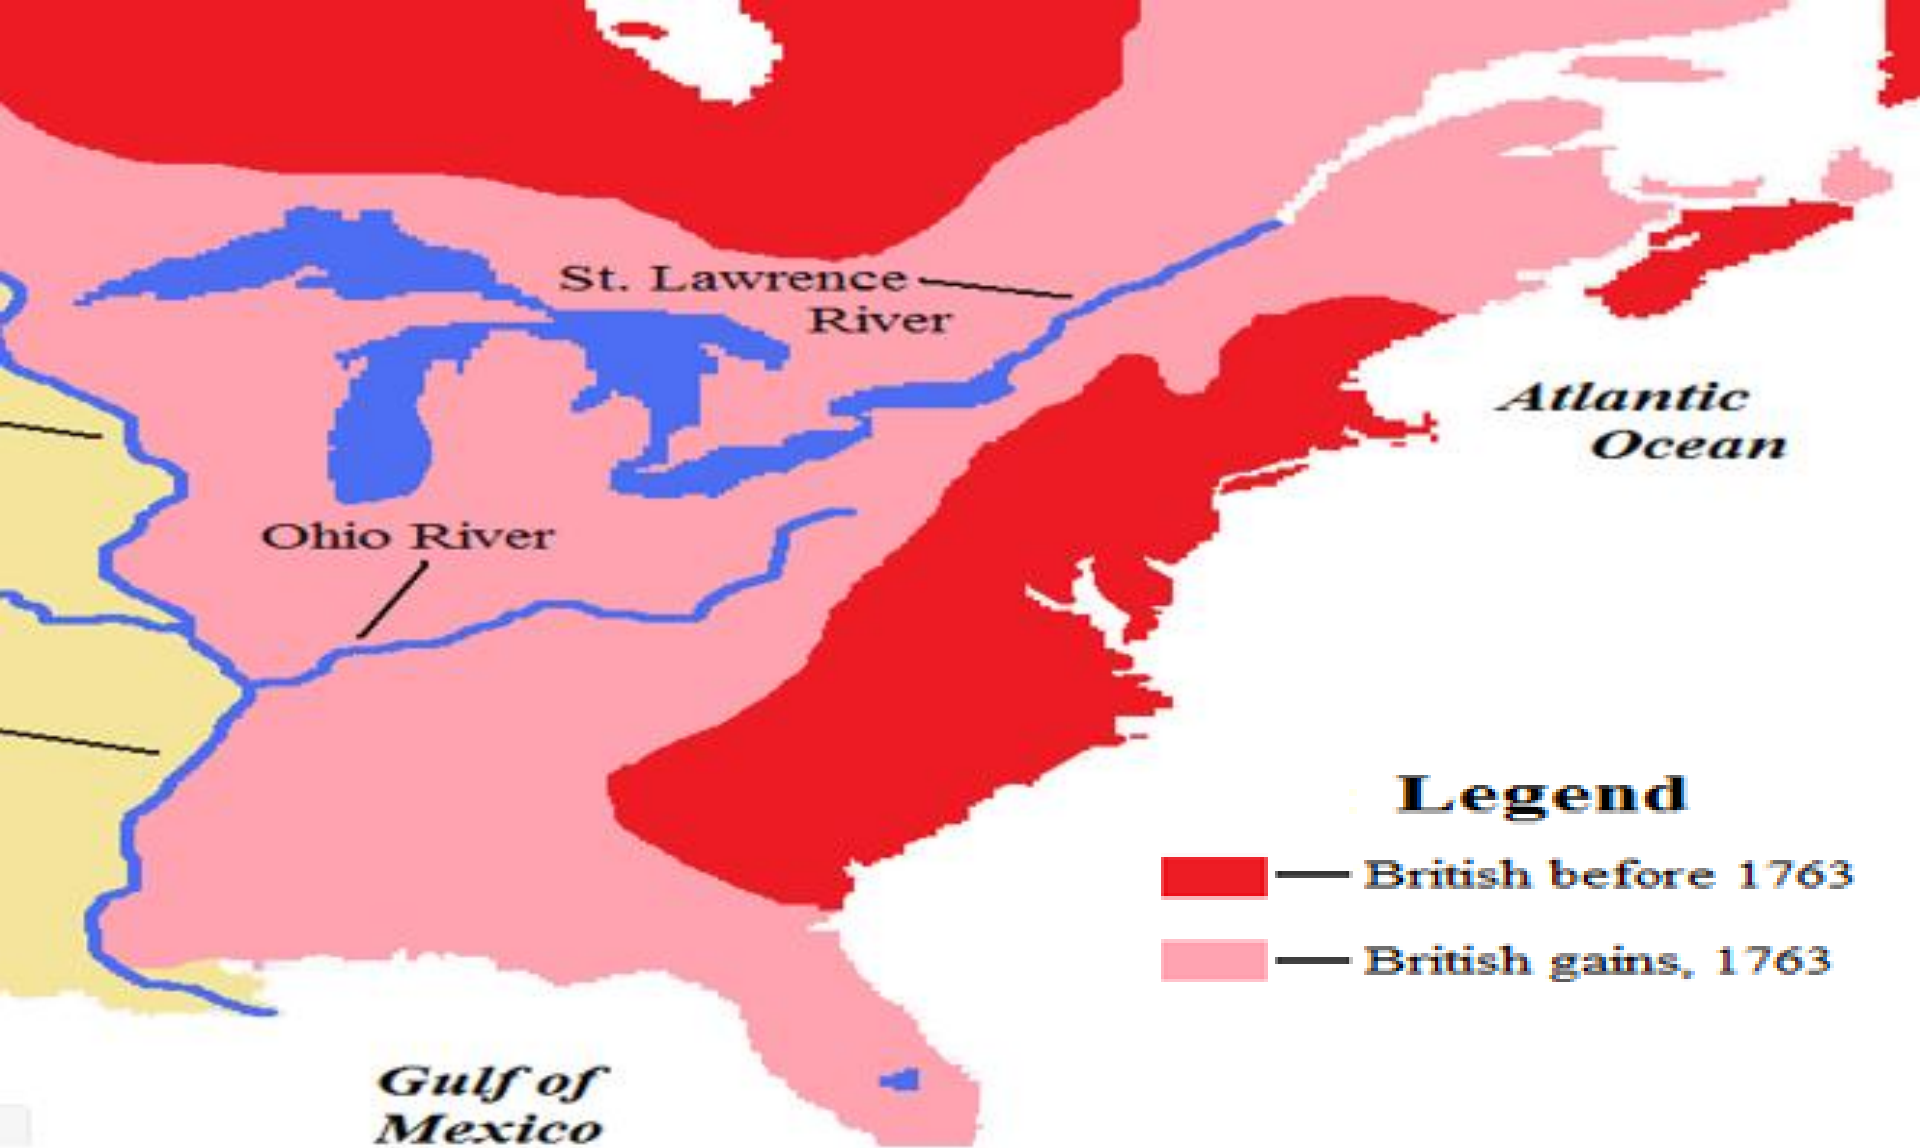 St. Lawrence
River
Atlantic
Ocean
Ohio River
Legend
British before 1763
British gains, 1763
Gulf of
Mexico